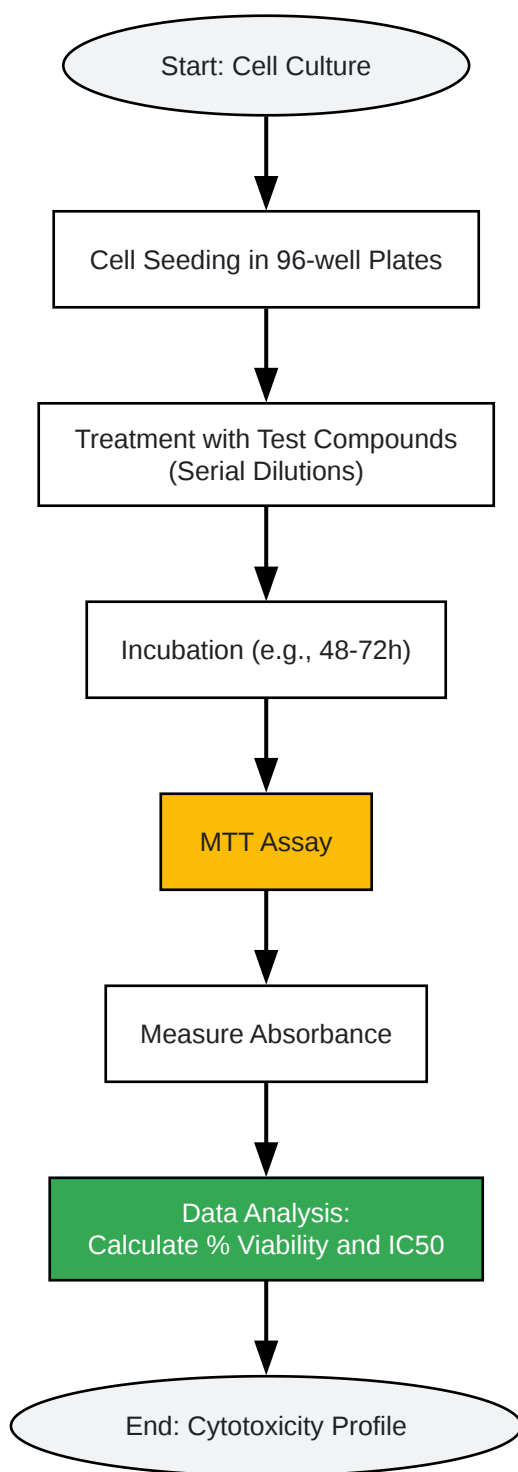 Start: Cell Culture
Cell Seeding in 96-well Plates
Treatment with Test Compounds
(Serial Dilutions)
Incubation (e.g., 48-72h)
MTT Assay
Measure Absorbance
Data Analysis:
Calculate % Viability and IC50
End: Cytotoxicity Profile